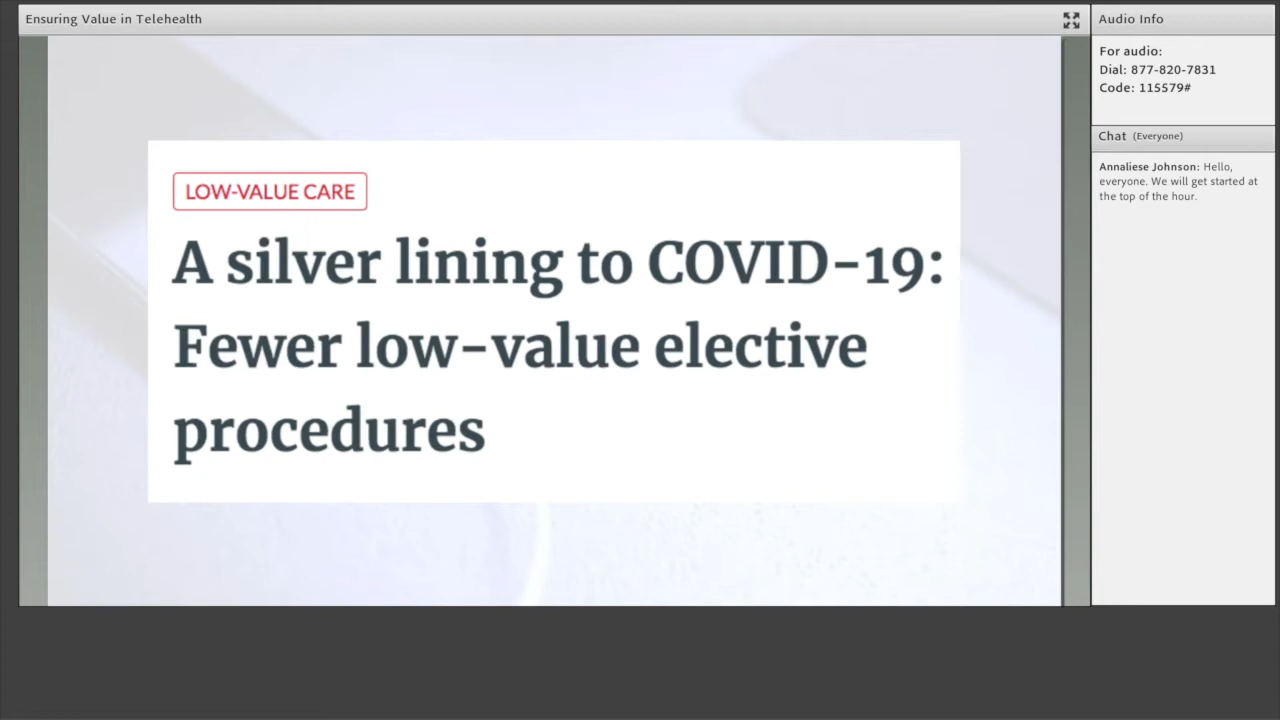 Ensuring Value in Telehealth
LOW-VALUE CARE
A silver lining to COVID-19:
Fewer low-value elective
procedures
Audio Info
For audio:
Dial: 877-820-7831
Code: 115579#
Chat (Everyone)
Annaliese Johnson: Hello,
everyone. We will get started at
the top of the hour.